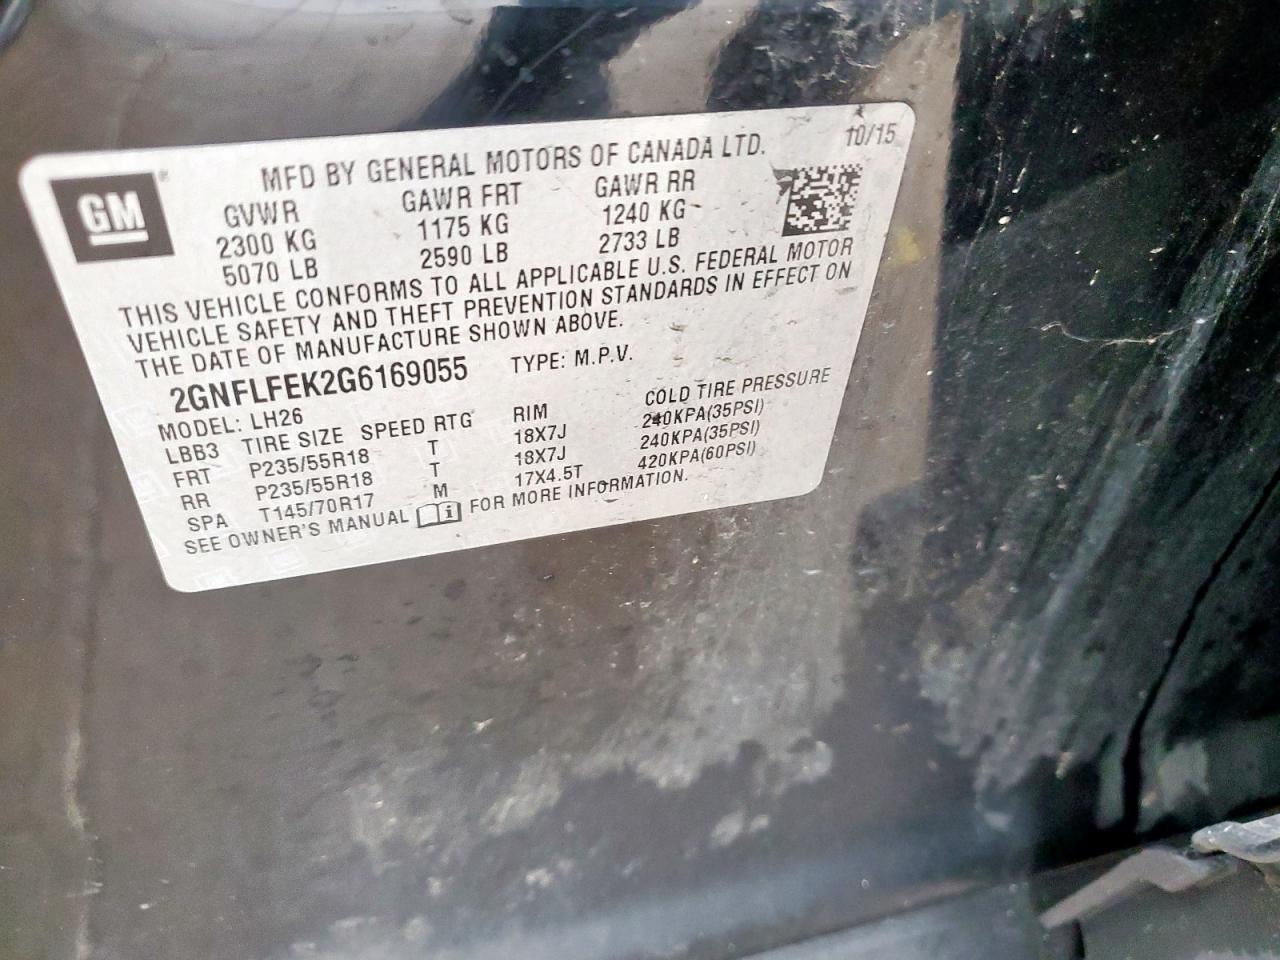 GM
MFD BY GENERAL MOTORS OF CANADA LTD.
10/15
GVWR GAWR FRT GAWR RR
2300 KG 1175 KG 1240 KG
5070 LB 2590 LB 2733 LB
THIS VEHICLE CONFORMS TO ALL APPLICABLE U.S. FEDERAL MOTOR
VEHICLE SAFETY AND THEFT PREVENTION STANDARDS IN EFFECT ON
THE DATE OF MANUFACTURE SHOWN ABOVE.
2GNFLFEK2G6169055 TYPE: M.P.V.
MODEL: LH26
LBB3 TIRE SIZE SPEED RTG RIM COLD TIRE PRESSURE
FRT P235/55R18 T 18X7J 240KPA(35PSI)
RR P235/55R18 T 18X7J 240KPA(35PSI)
SPA T145/70R17 M 17X4.5T 420KPA(60PSI)
SEE OWNER'S MANUAL FOR MORE INFORMATION.